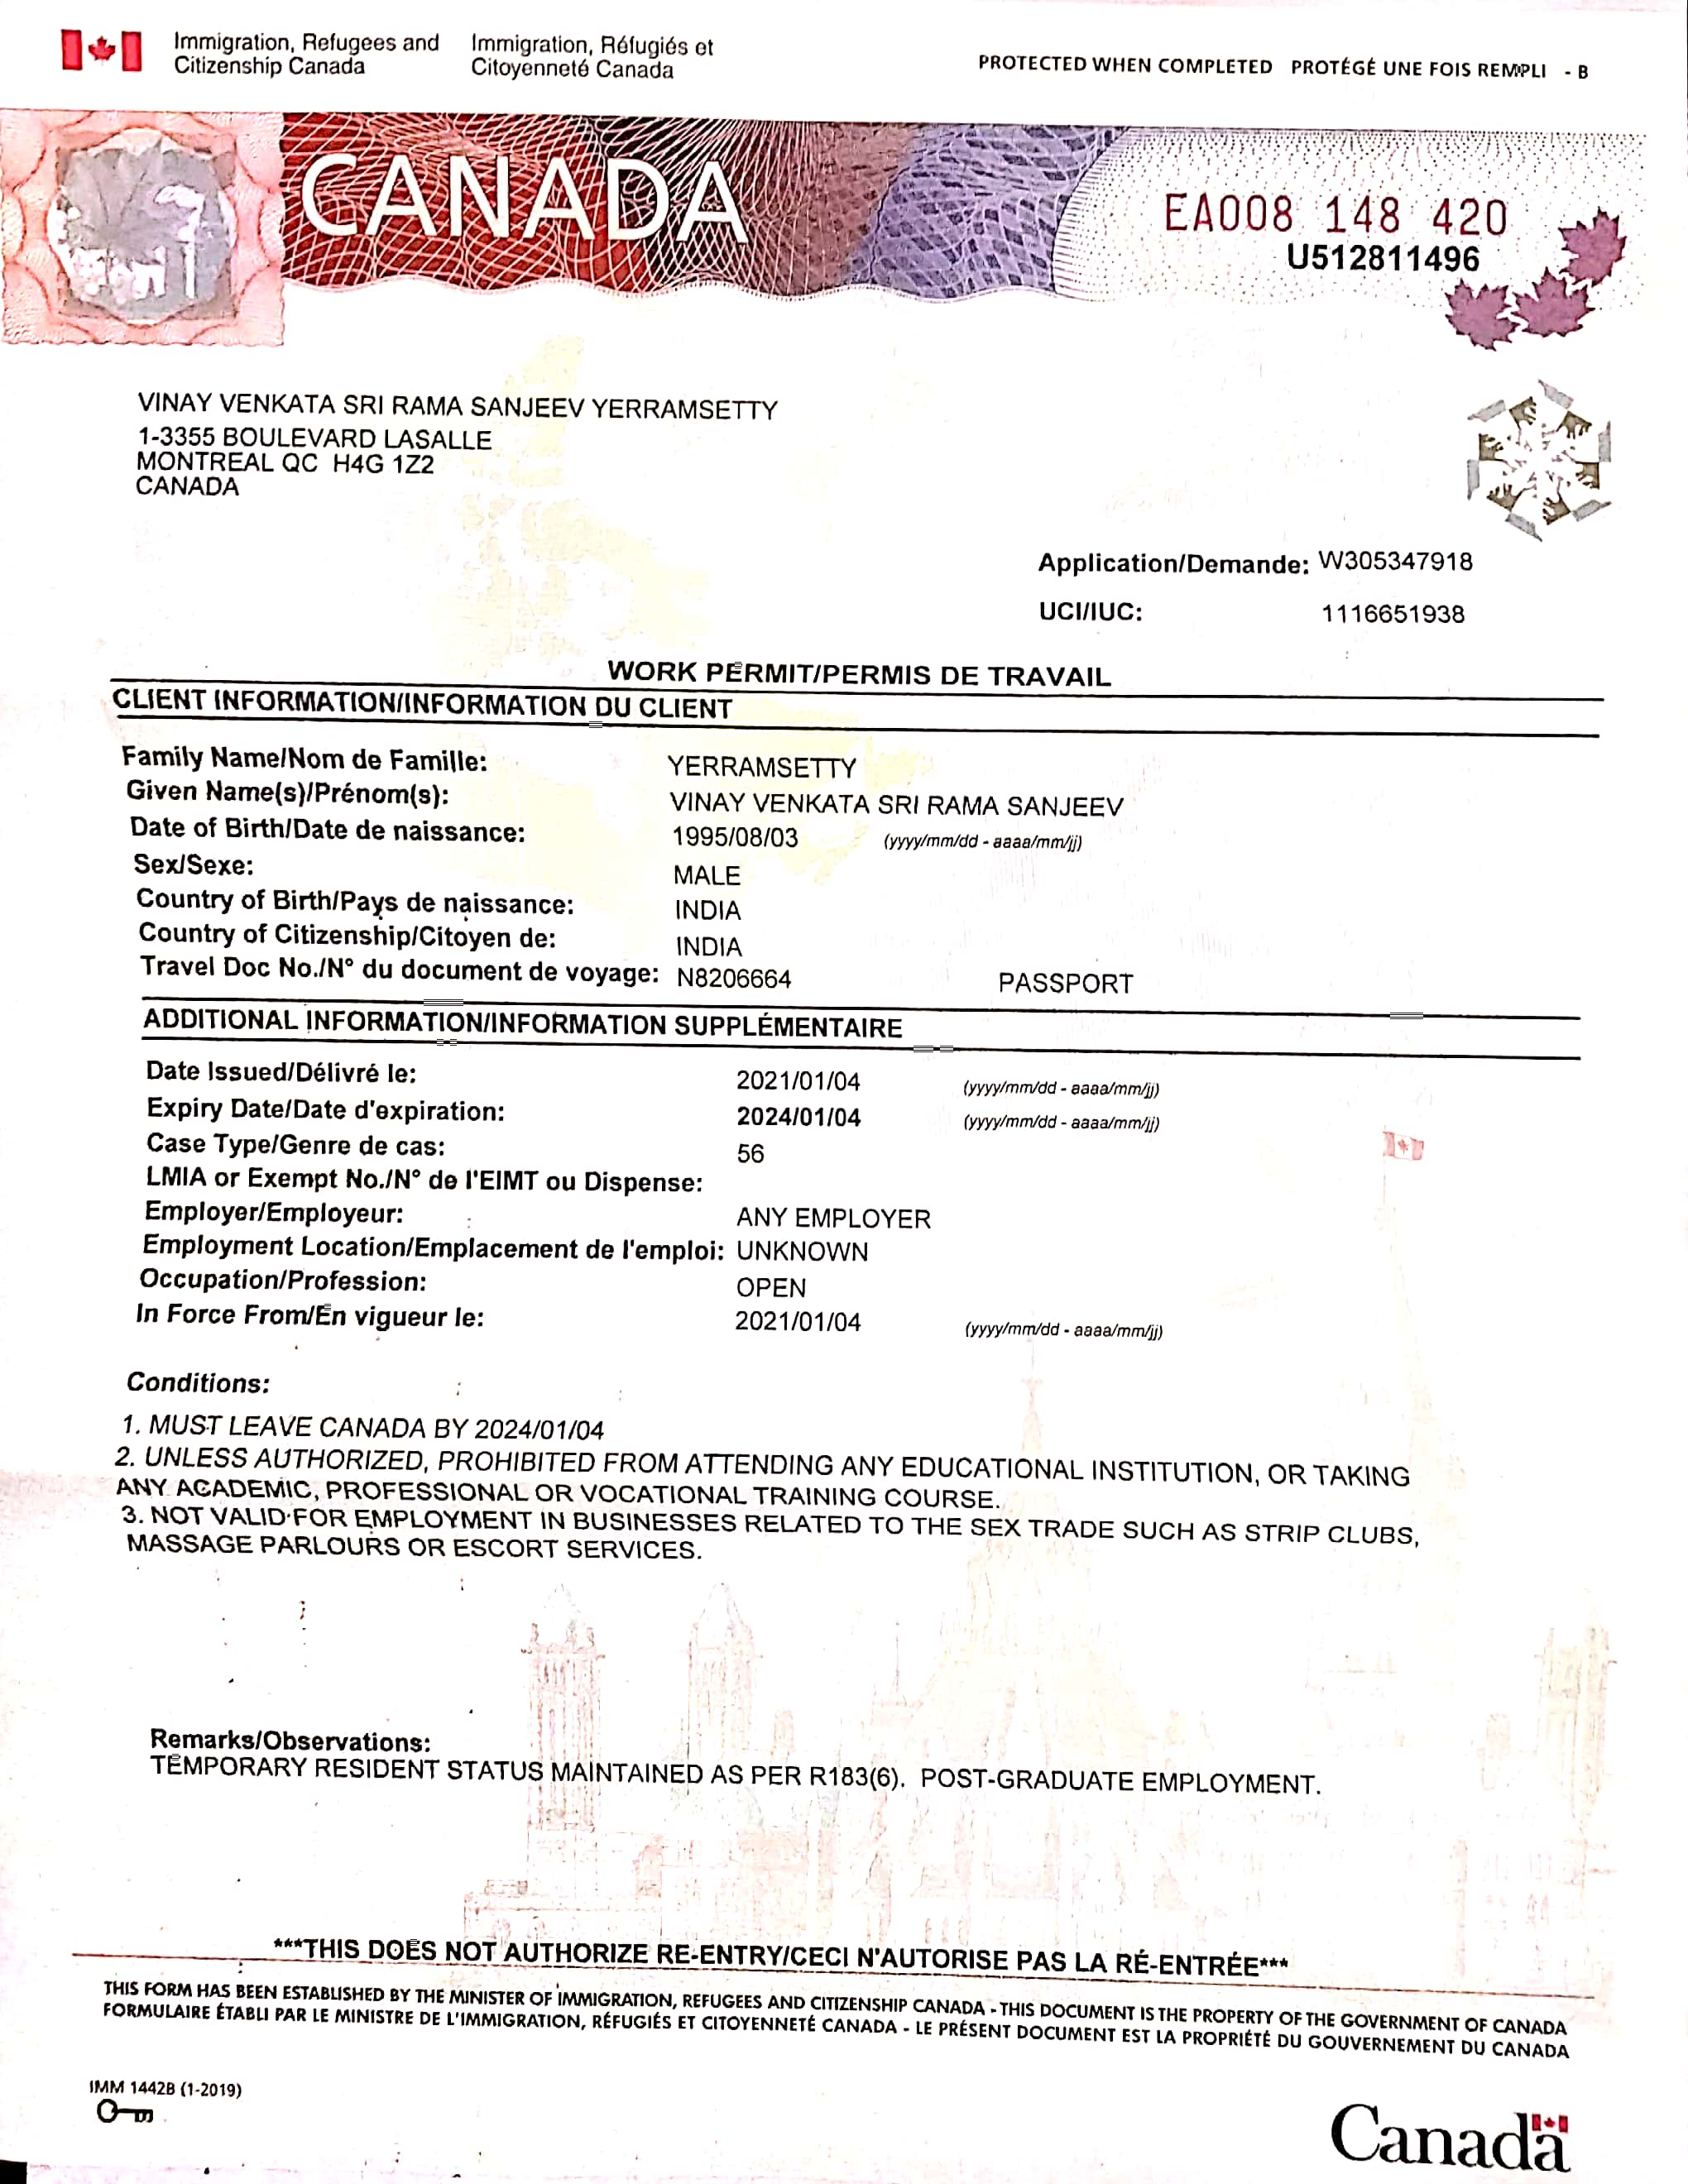 Immigration, Refugees and Citizenship Canada
Immigration, Réfugiés et Citoyenneté Canada
PROTECTED WHEN COMPLETED PROTÉGÉ UNE FOIS REMPLI - B
CANADA
EA008 148 420
U512811496
VINAY VENKATA SRI RAMA SANJEEV YERRAMSETTY
1-3355 BOULEVARD LASALLE
MONTREAL QC H4G 1Z2
CANADA
Application/Demande: W305347918
UCI/IUC: 1116651938
WORK PERMIT/PERMIS DE TRAVAIL
CLIENT INFORMATION/INFORMATION DU CLIENT
Family Name/Nom de Famille: YERRAMSETTY
Given Name(s)/Prénom(s): VINAY VENKATA SRI RAMA SANJEEV
Date of Birth/Date de naissance: 1995/08/03 (yyyy/mm/dd - aaaa/mm/jj)
Sex/Sexe: MALE
Country of Birth/Pays de naissance: INDIA
Country of Citizenship/Citoyen de: INDIA
Travel Doc No./N° du document de voyage: N8206664 PASSPORT
ADDITIONAL INFORMATION/INFORMATION SUPPLÉMENTAIRE
Date Issued/Délivré le: 2021/01/04 (yyyy/mm/dd - aaaa/mm/jj)
Expiry Date/Date d'expiration: 2024/01/04 (yyyy/mm/dd - aaaa/mm/jj)
Case Type/Genre de cas: 56
LMIA or Exempt No./N° de l'EIMT ou Dispense:
Employer/Employeur: ANY EMPLOYER
Employment Location/Emplacement de l'emploi: UNKNOWN
Occupation/Profession: OPEN
In Force From/En vigueur le: 2021/01/04 (yyyy/mm/dd - aaaa/mm/jj)
Conditions:
1. MUST LEAVE CANADA BY 2024/01/04
2. UNLESS AUTHORIZED, PROHIBITED FROM ATTENDING ANY EDUCATIONAL INSTITUTION, OR TAKING
ANY ACADEMIC, PROFESSIONAL OR VOCATIONAL TRAINING COURSE.
3. NOT VALID FOR EMPLOYMENT IN BUSINESSES RELATED TO THE SEX TRADE SUCH AS STRIP CLUBS,
MASSAGE PARLOURS OR ESCORT SERVICES.
Remarks/Observations:
TEMPORARY RESIDENT STATUS MAINTAINED AS PER R183(6). POST-GRADUATE EMPLOYMENT.
***THIS DOES NOT AUTHORIZE RE-ENTRY/CECI N'AUTORISE PAS LA RÉ-ENTRÉE***
THIS FORM HAS BEEN ESTABLISHED BY THE MINISTER OF IMMIGRATION, REFUGEES AND CITIZENSHIP CANADA - THIS DOCUMENT IS THE PROPERTY OF THE GOVERNMENT OF CANADA
FORMULAIRE ÉTABLI PAR LE MINISTRE DE L'IMMIGRATION, RÉFUGIÉS ET CITOYENNETÉ CANADA - LE PRÉSENT DOCUMENT EST LA PROPRIÉTÉ DU GOUVERNEMENT DU CANADA
IMM 1442B (1-2019)
Canada